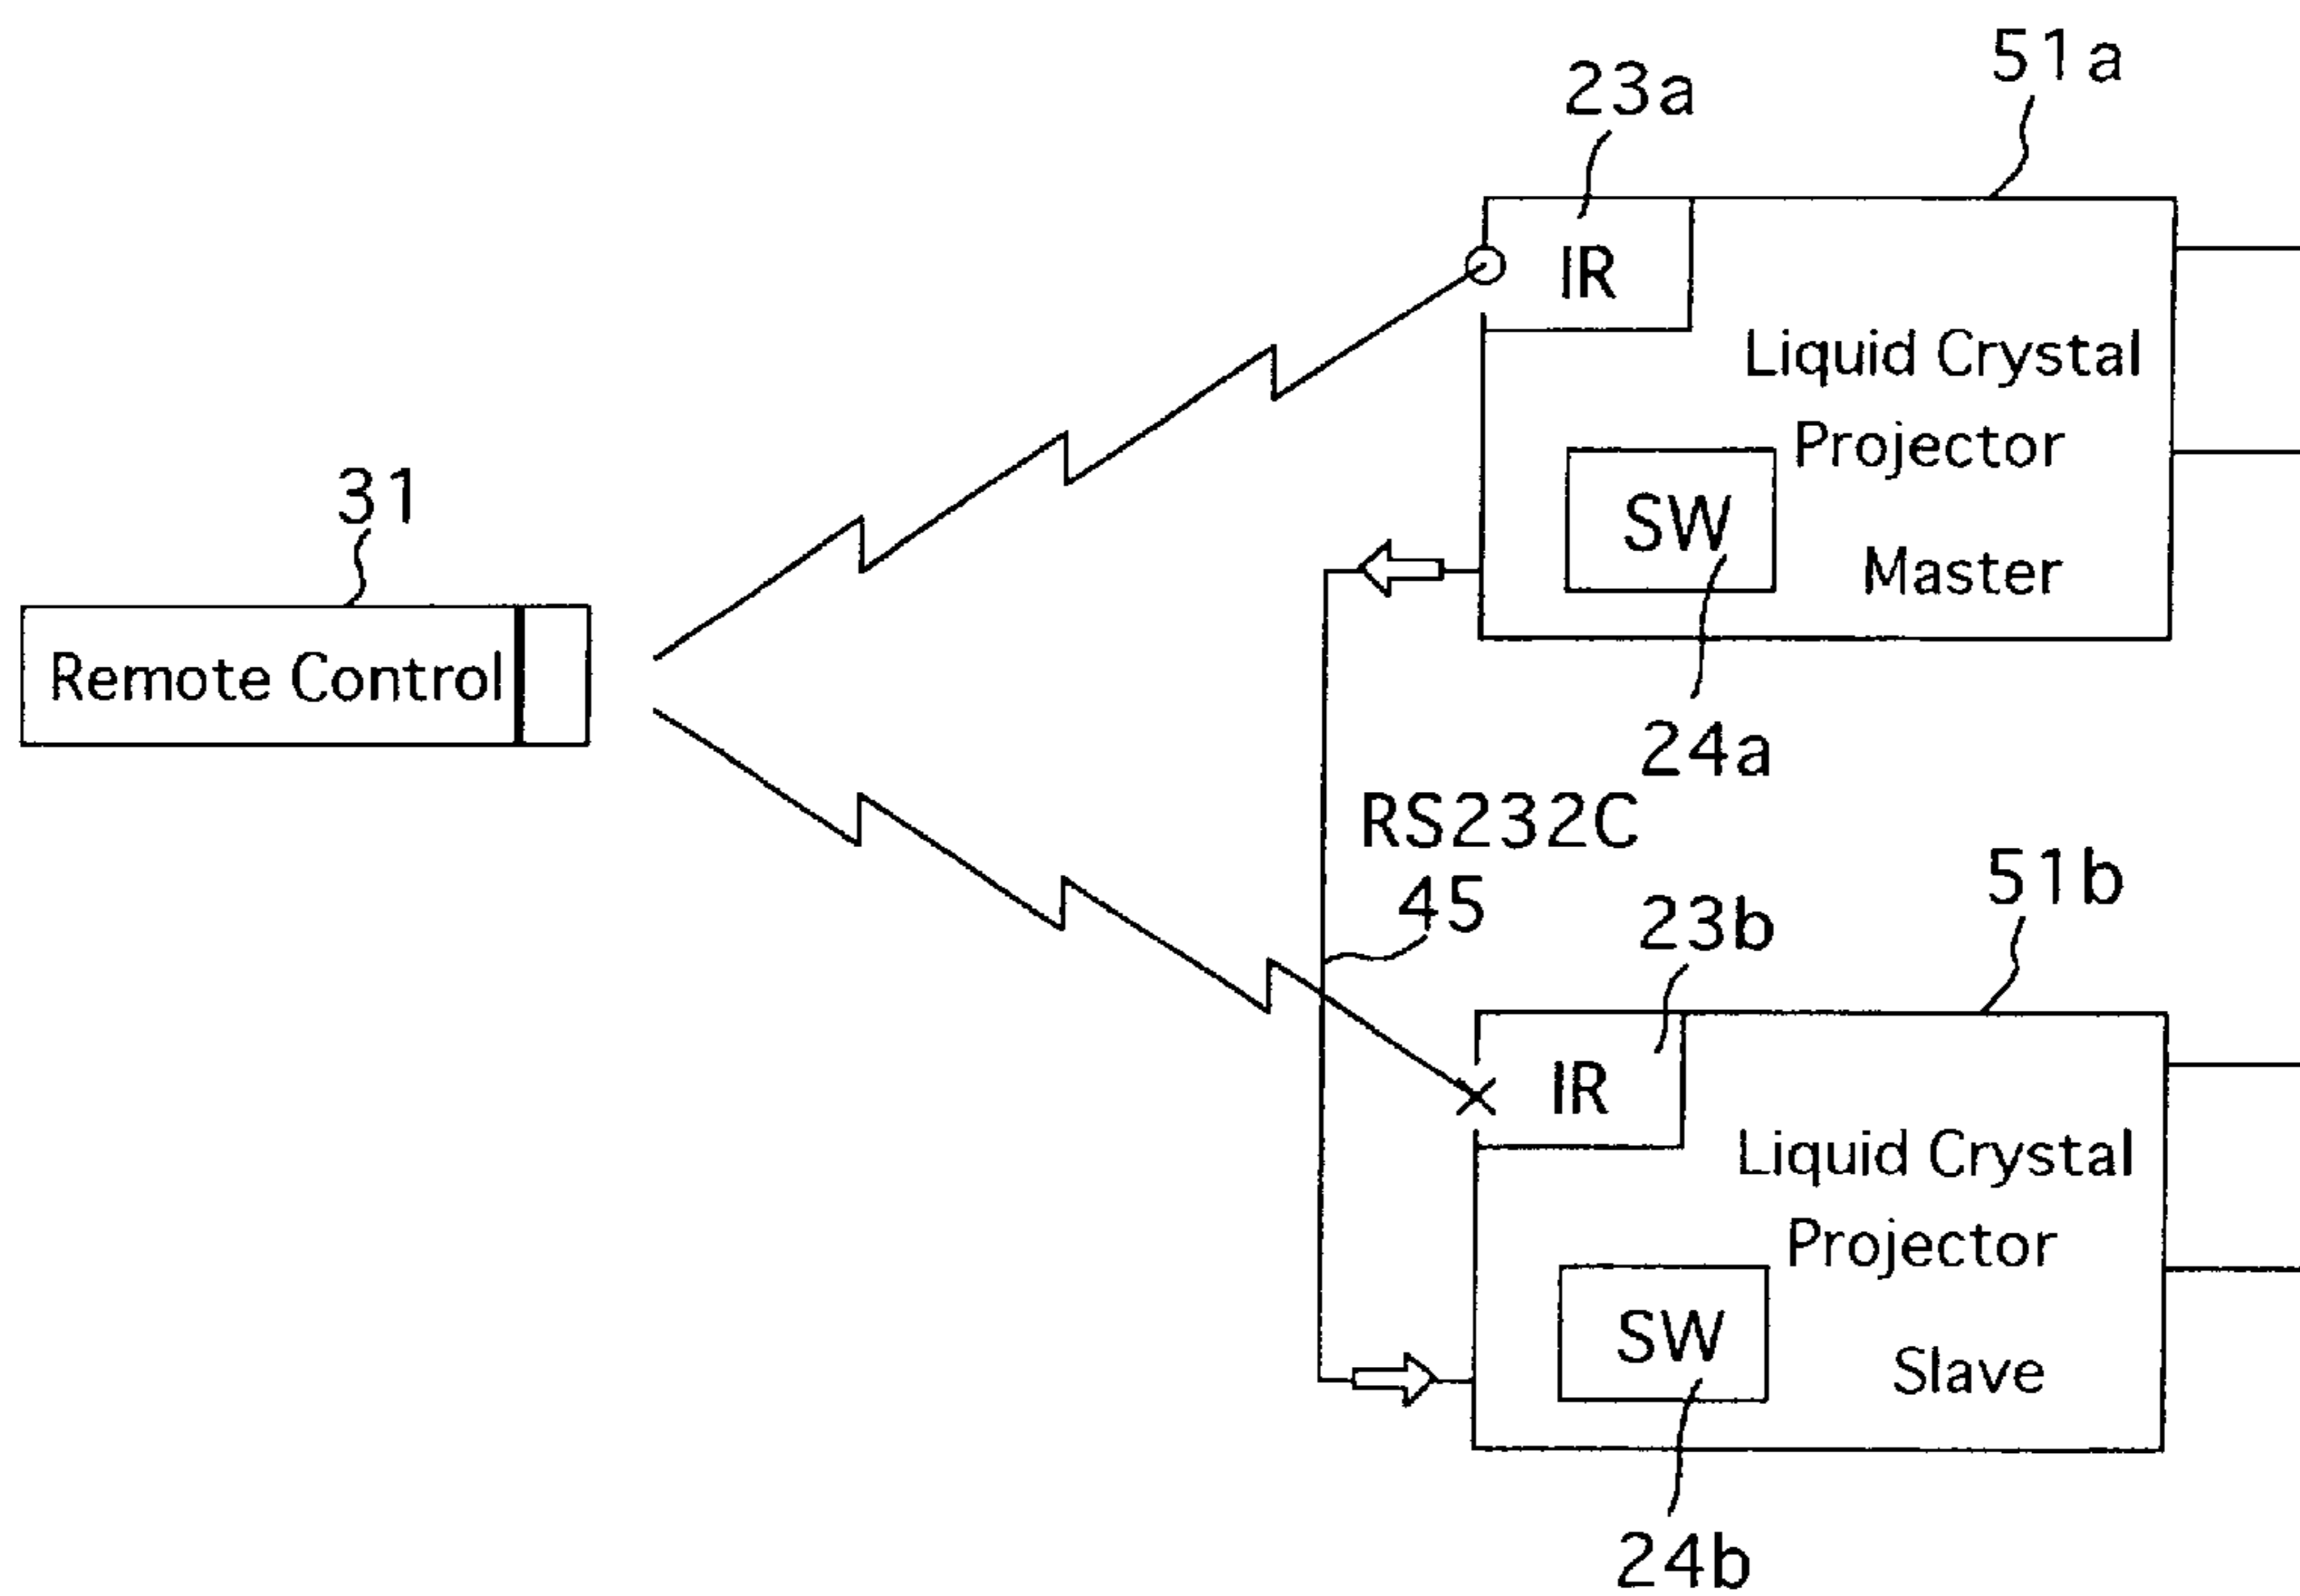 51a
23a
IR
Liquid Crystal
Projector
SW
Master
31
Remote Control
24a
RS232C
45
51b
23b
IR
Liquid Crystal
Projector
SW
Slave
24b